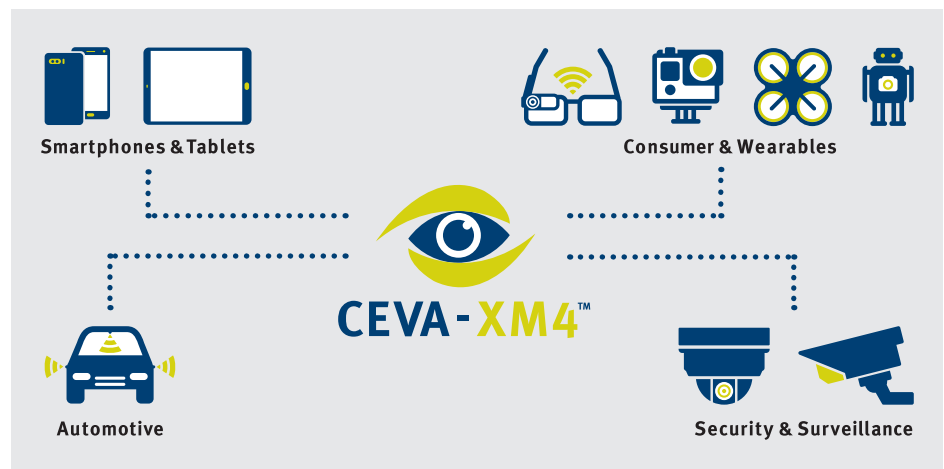 Smartphones & Tablets
Consumer & Wearables
CEVA-XM4™
Automotive
Security & Surveillance